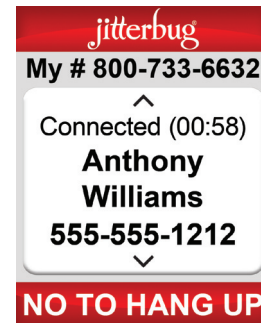 jitterbug
My # 800-733-6632
Connected (00:58)
Anthony
Williams
555-555-1212
NO TO HANG UP